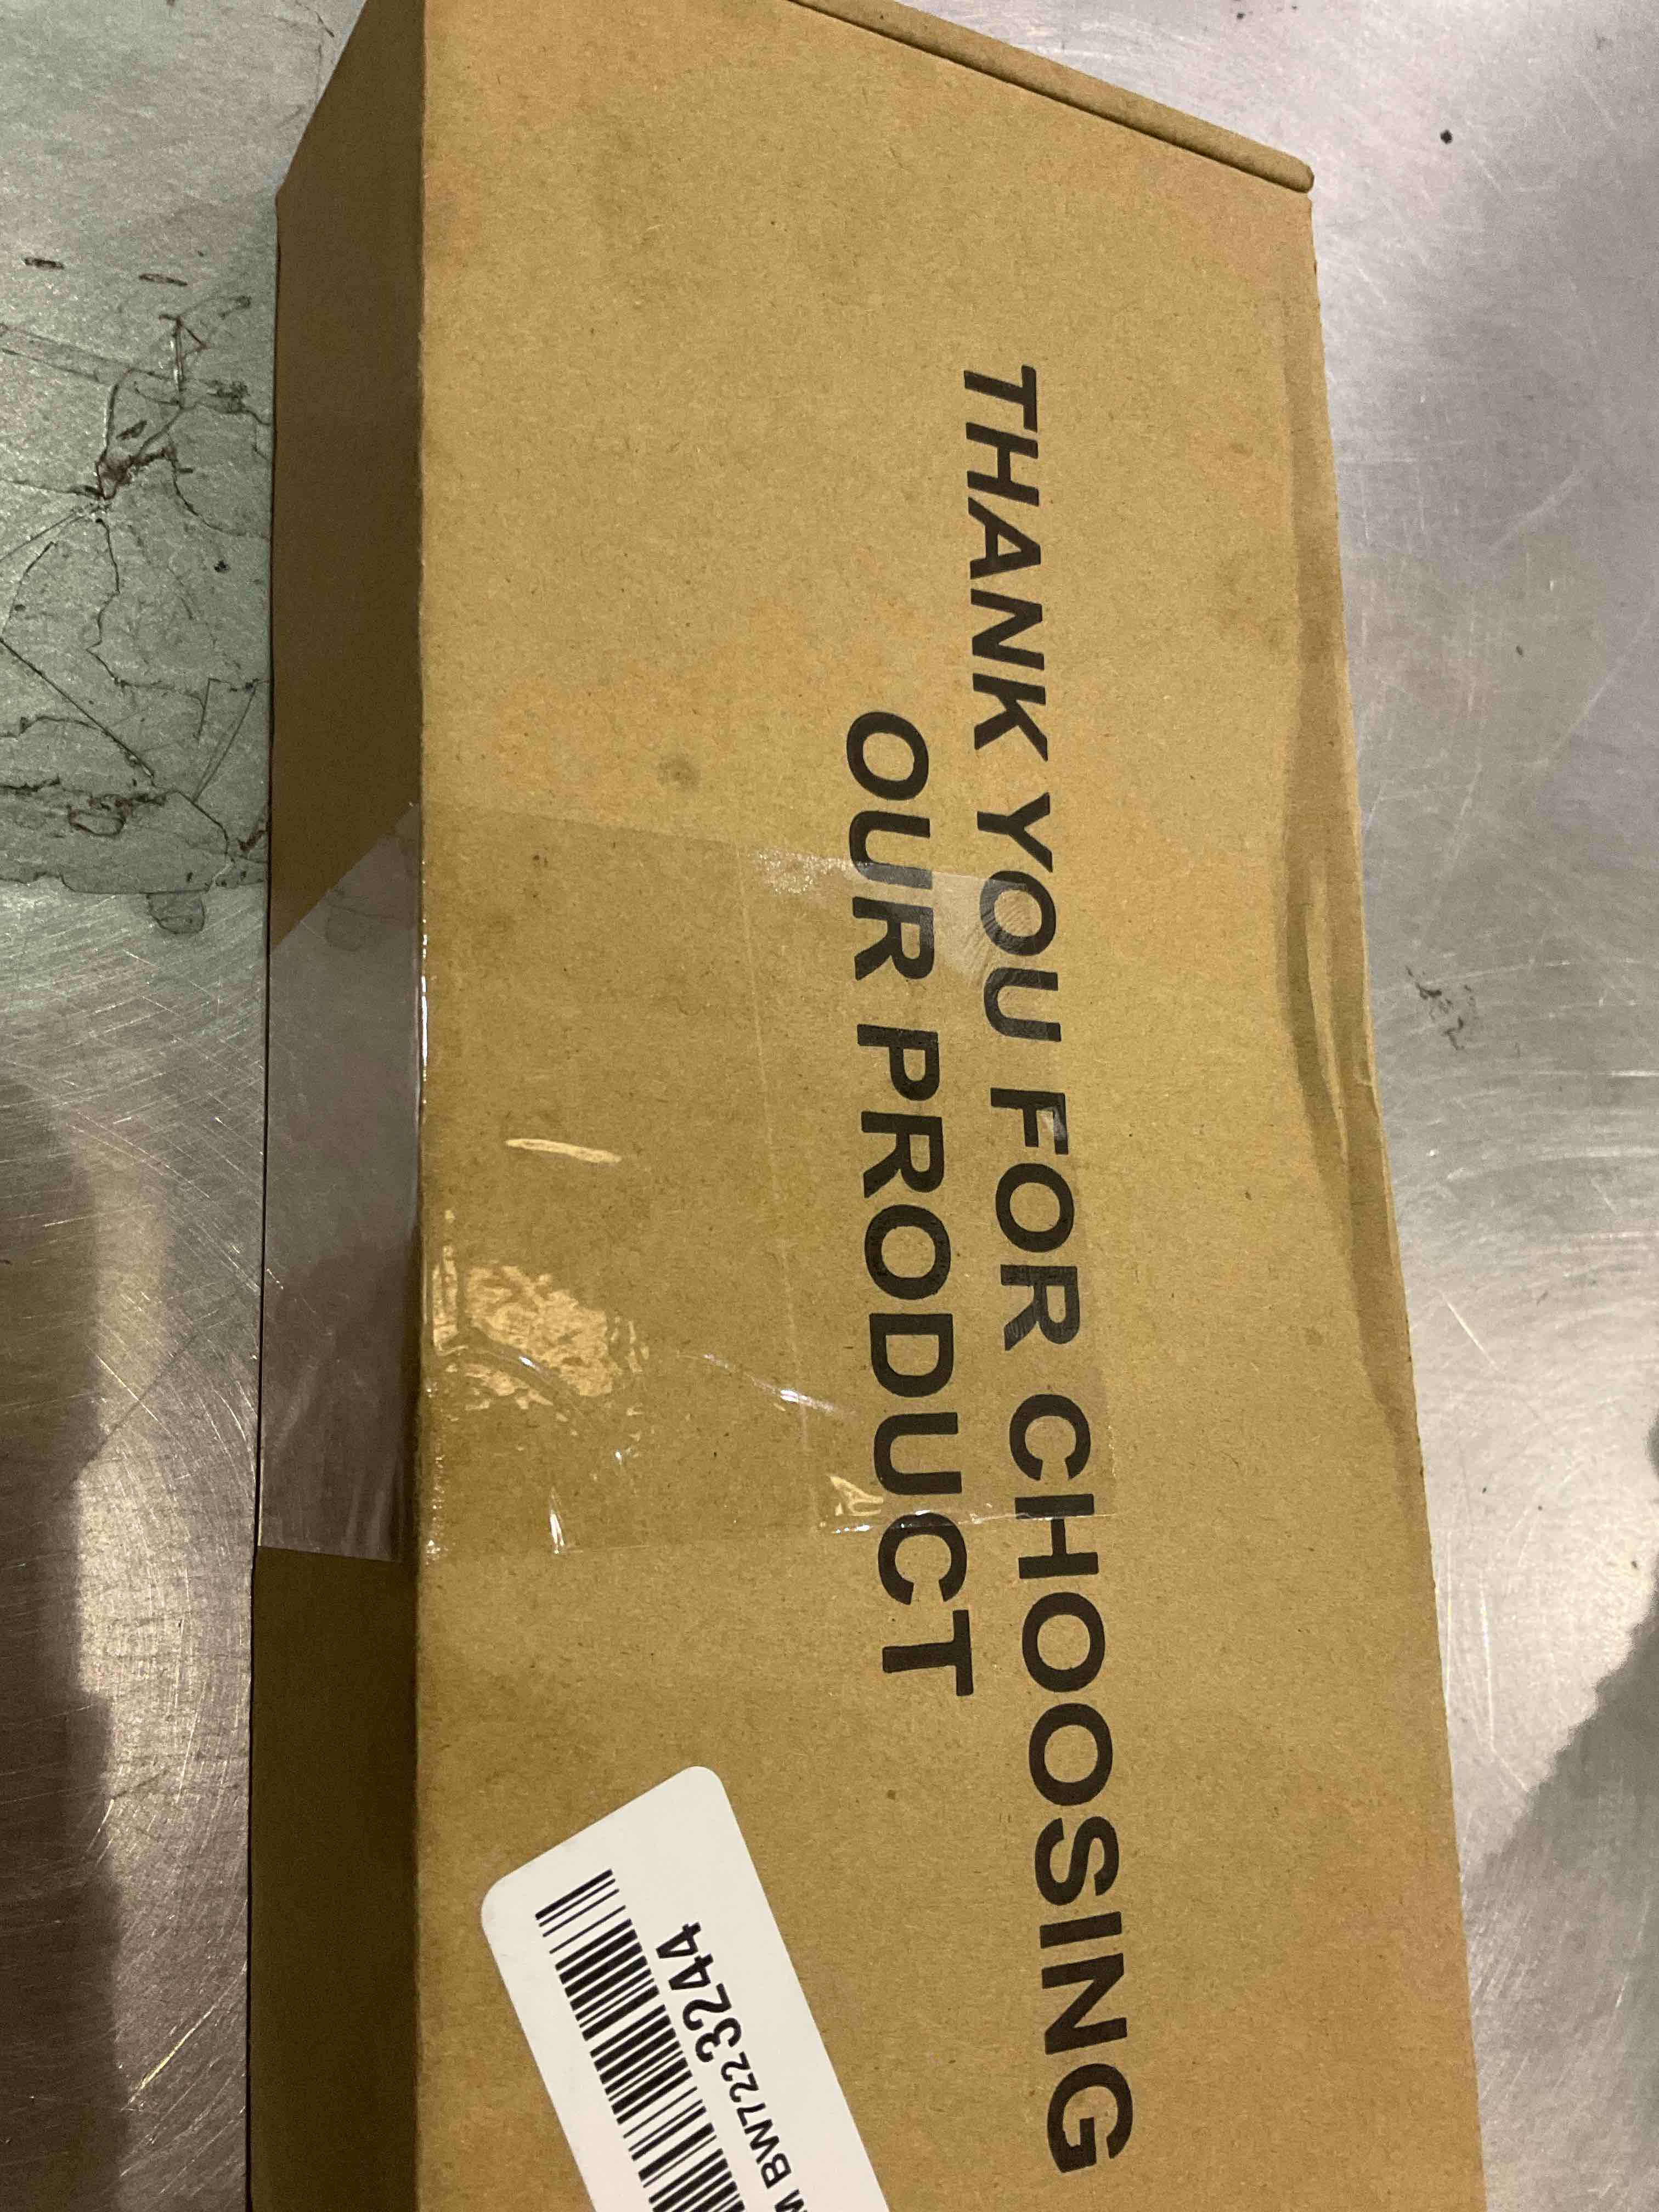 THANK YOU FOR CHOOSING
OUR PRODUCT
BW7223244